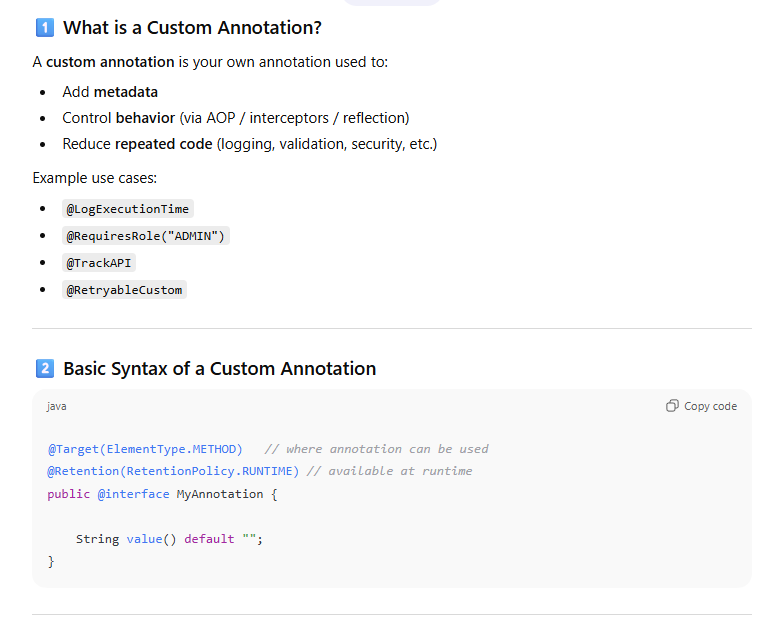 1 What is a Custom Annotation?
A custom annotation is your own annotation used to:
• Add metadata
• Control behavior (via AOP / interceptors / reflection)
• Reduce repeated code (logging, validation, security, etc.)
Example use cases:
• @LogExecutionTime
• @RequiresRole("ADMIN")
• @TrackAPI
• @RetryableCustom
2 Basic Syntax of a Custom Annotation
java Copy code
@Target(ElementType.METHOD) // where annotation can be used
@Retention(RetentionPolicy.RUNTIME) // available at runtime
public @interface MyAnnotation {
String value() default "";
}